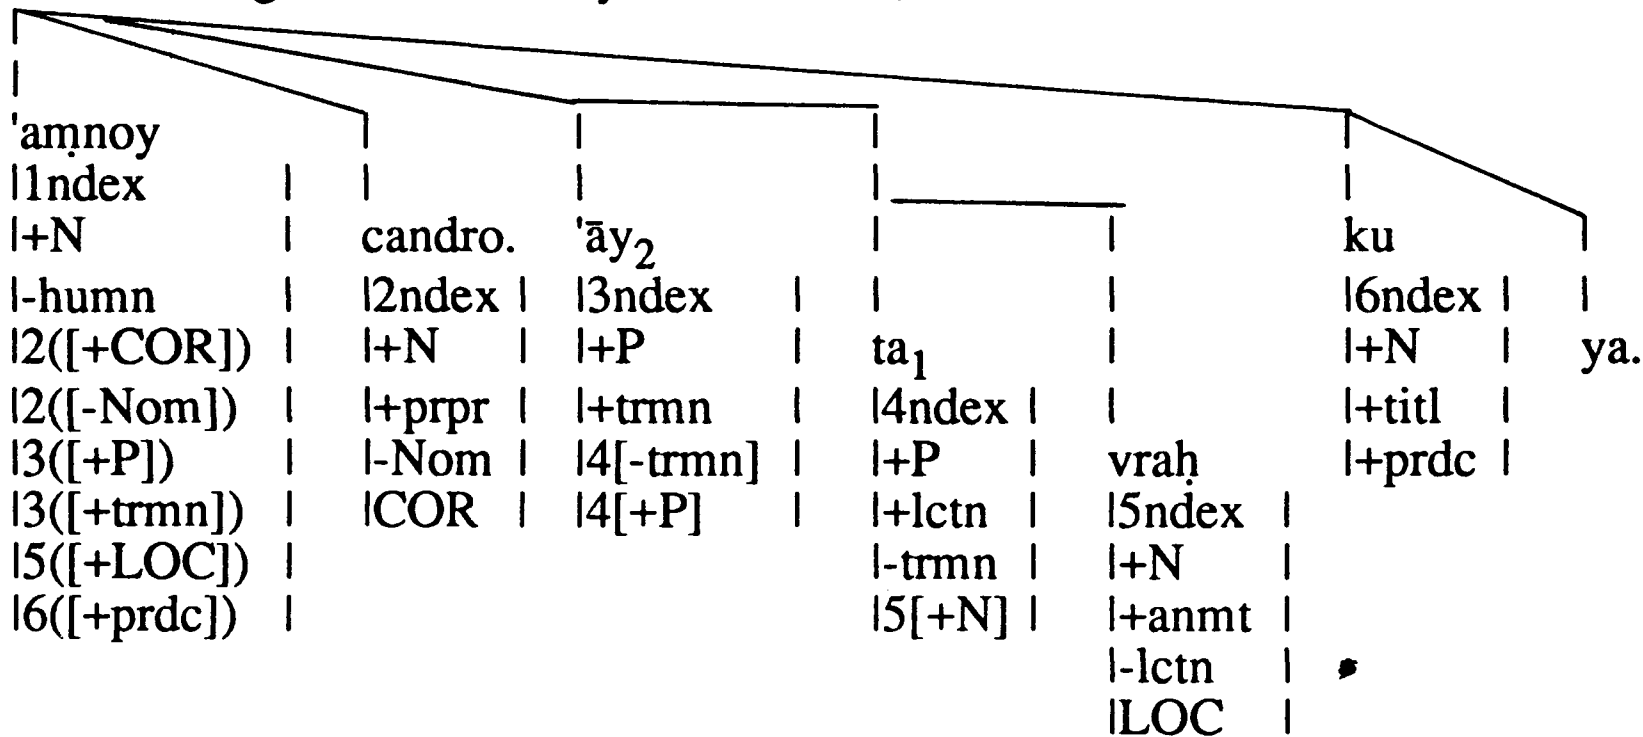 'aṃnoy
|1ndex
|+N candro. 'āy₂ ku
|-humn |2ndex |3ndex |6ndex
|2([+COR]) |+N |+P ta₁ |+N ya.
|2([-Nom]) |+prpr |+trmn |4ndex |+titl
|3([+P]) |-Nom |4[-trmn] |+P vraḥ |+prdc
|3([+trmn]) |COR |4[+P] |+lctn |5ndex
|5([+LOC]) |-trmn |+N
|6([+prdc]) |5[+N] |+anmt
|-lctn
|LOC